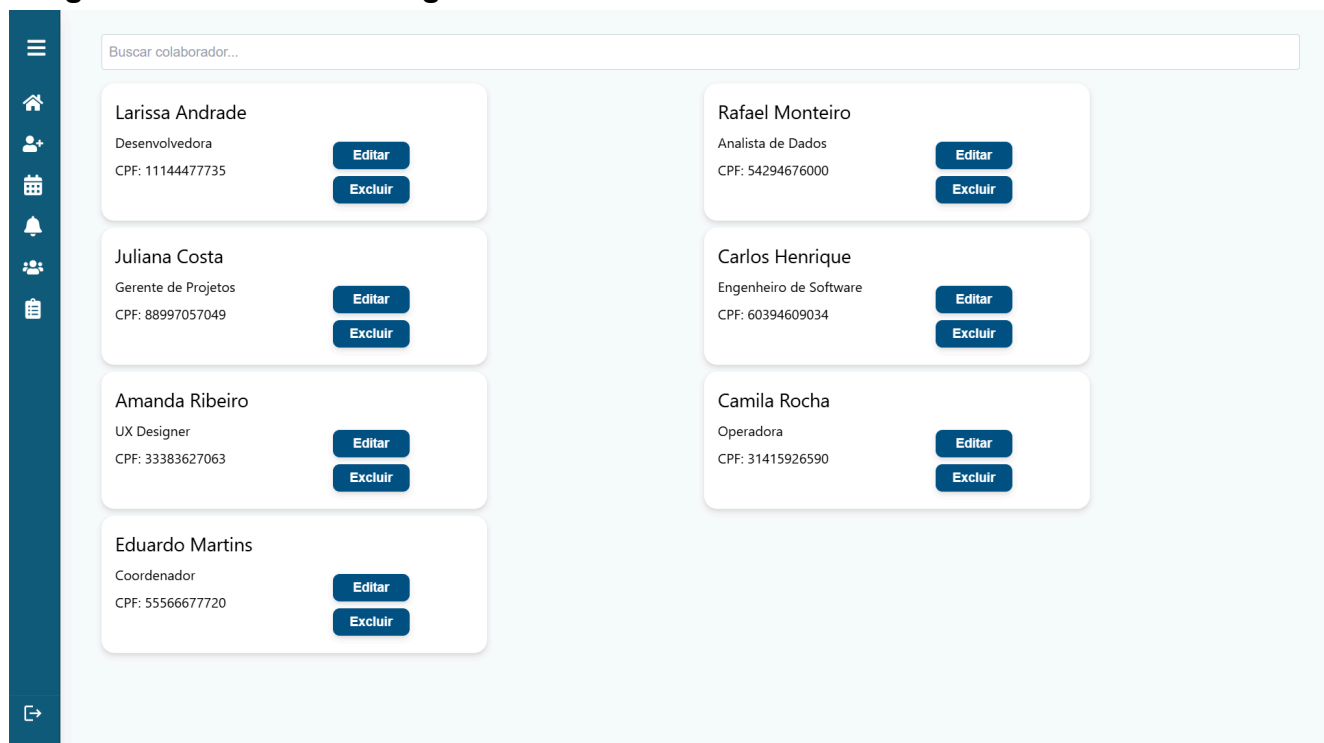 Buscar colaborador...
Larissa Andrade
Desenvolvedora
CPF: 11144477735
Editar
Excluir
Rafael Monteiro
Analista de Dados
CPF: 54294676000
Editar
Excluir
Juliana Costa
Gerente de Projetos
CPF: 88997057049
Editar
Excluir
Carlos Henrique
Engenheiro de Software
CPF: 60394609034
Editar
Excluir
Amanda Ribeiro
UX Designer
CPF: 33383627063
Editar
Excluir
Camila Rocha
Operadora
CPF: 31415926590
Editar
Excluir
Eduardo Martins
Coordenador
CPF: 55566677720
Editar
Excluir